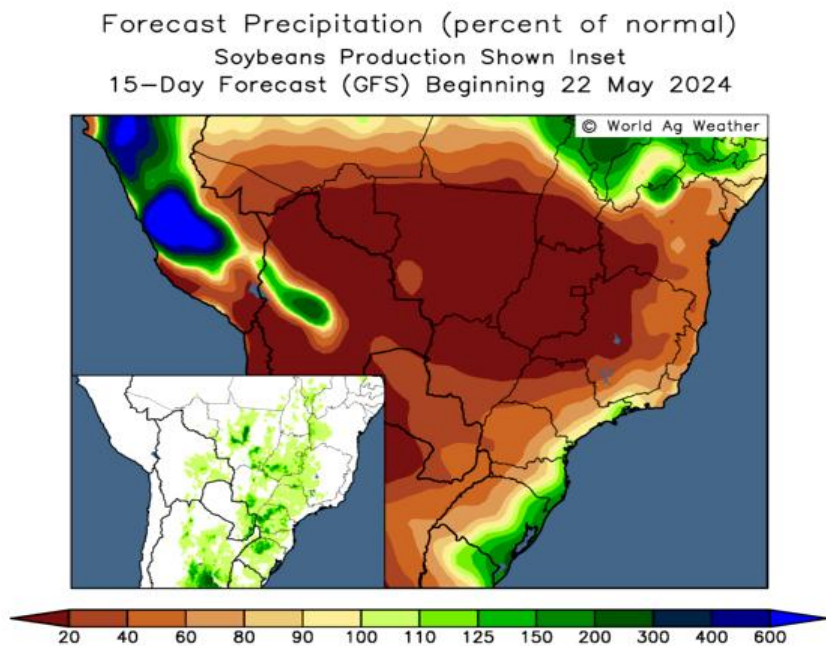 Forecast Precipitation (percent of normal)
Soybeans Production Shown Inset
15-Day Forecast (GFS) Beginning 22 May 2024
© World Ag Weather
20 40 60 80 90 100 110 125 150 200 300 400 600